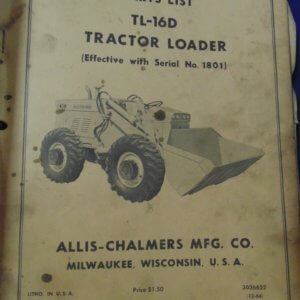 LIST
TL-16D
TRACTOR LOADER
(Effective with Serial No. 1801)
ALLIS-CHALMERS MFG. CO.
MILWAUKEE, WISCONSIN, U. S. A.
LITHO. IN U. S. A.
Price $1.50